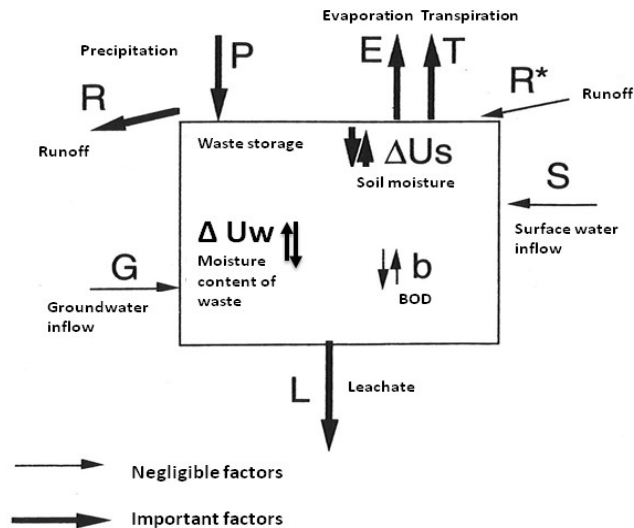 Evaporation Transpiration
Precipitation
P
E
T
R
R*
Runoff
Runoff
Waste storage
ΔUs
Soil moisture
S
Surface water
inflow
Δ Uw
Moisture
content of
waste
G
Groundwater
inflow
b
BOD
L
Leachate
Negligible factors
Important factors